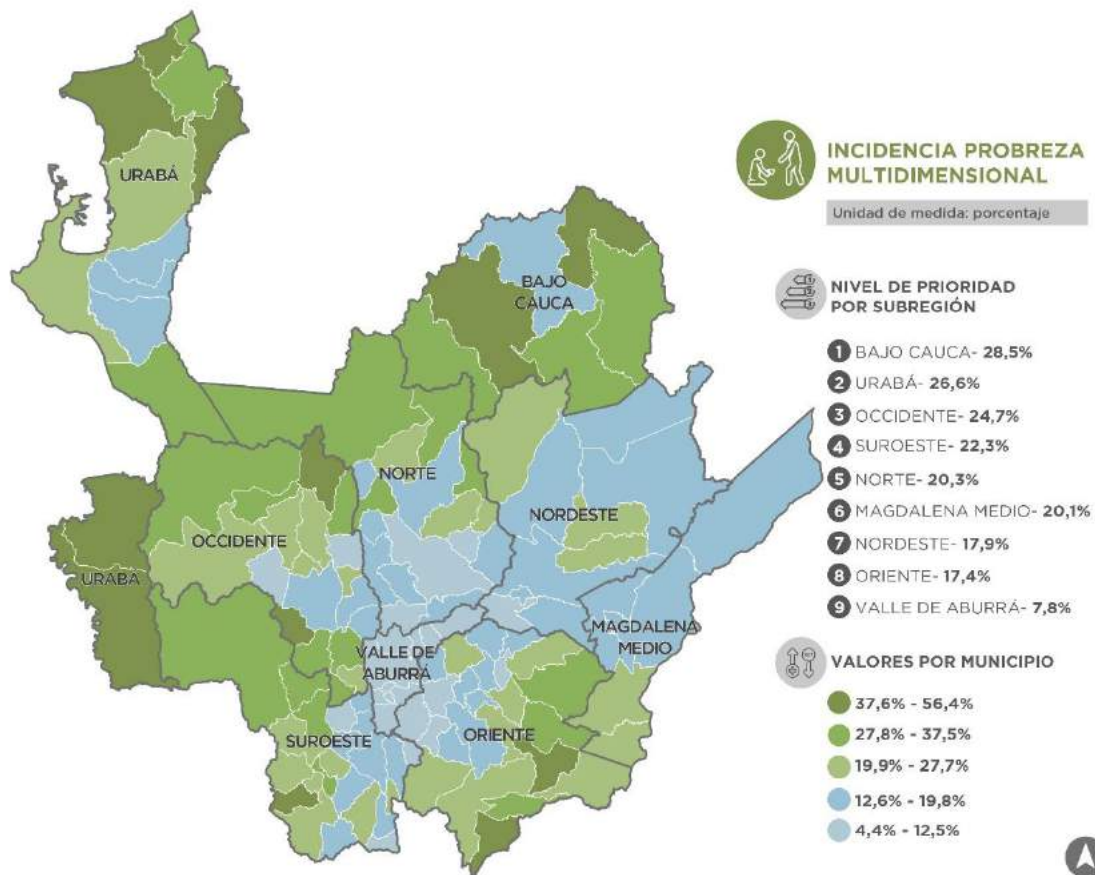 URABÁ
BAJO
CAUCA
NORTE
NORDESTE
OCCIDENTE
URABA
MAGDALENA
MEDIO
VALLE DE
ABURRÁ
SUROESTE
ORIENTE
INCIDENCIA PROBREZA
MULTIDIMENSIONAL
Unidad de medida: porcentaje
NIVEL DE PRIORIDAD
POR SUBREGIÓN
1 BAJO CAUCA- 28,5%
2 URABÁ- 26,6%
3 OCCIDENTE- 24,7%
4 SUROESTE- 22,3%
5 NORTE- 20,3%
6 MAGDALENA MEDIO- 20,1%
7 NORDESTE- 17,9%
8 ORIENTE- 17,4%
9 VALLE DE ABURRÁ- 7,8%
VALORES POR MUNICIPIO
37,6% - 56,4%
27,8% - 37,5%
19,9% - 27,7%
12,6% - 19,8%
4,4% - 12,5%